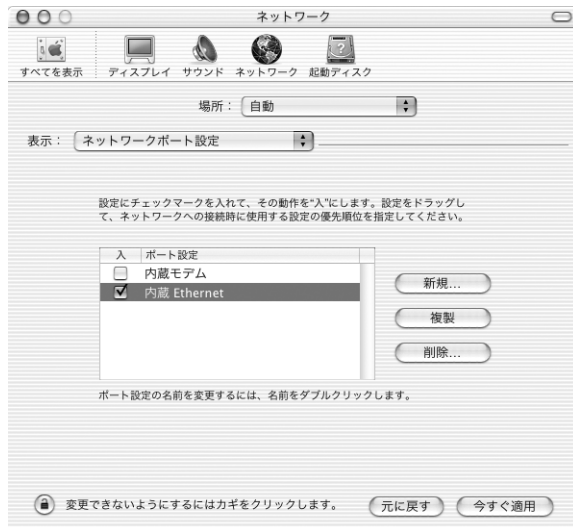 ネットワーク
すべてを表示 ディスプレイ サウンド ネットワーク 起動ディスク
場所： 自動
表示： ネットワークポート設定
設定にチェックマークを入れて、その動作を“入”にします。設定をドラッグし
て、ネットワークへの接続時に使用する設定の優先順位を指定してください。
入 ポート設定
内蔵モデム
内蔵 Ethernet
新規...
複製
削除...
ポート設定の名前を変更するには、名前をダブルクリックします。
変更できないようにするにはカギをクリックします。 元に戻す 今すぐ適用